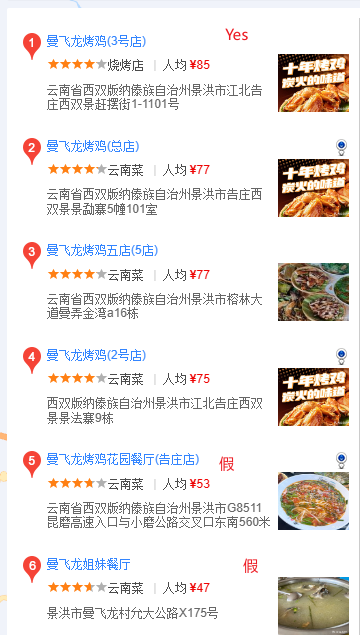 1
曼飞龙烤鸡(3号店)
Yes
烧烤店 | 人均 ¥85
云南省西双版纳傣族自治州景洪市江北告
庄西双景赶摆街1-1101号
十年烤鸡
炭火的味道
2
曼飞龙烤鸡(总店)
云南菜 | 人均 ¥77
云南省西双版纳傣族自治州景洪市告庄西
双景景勐寨5幢101室
十年烤鸡
炭火的味道
3
曼飞龙烤鸡五店(5店)
云南菜 | 人均 ¥77
云南省西双版纳傣族自治州景洪市榕林大
道曼弄金湾a16栋
4
曼飞龙烤鸡(2号店)
云南菜 | 人均 ¥75
西双版纳傣族自治州景洪市江北告庄西双
景景法寨9栋
十年烤鸡
炭火的味道
5
曼飞龙烤鸡花园餐厅(告庄店)
假
云南菜 | 人均 ¥53
云南省西双版纳傣族自治州景洪市G8511
昆磨高速入口与小磨公路交叉口东南560米
6
曼飞龙姐妹餐厅
假
云南菜 | 人均 ¥47
景洪市曼飞龙村允大公路X175号